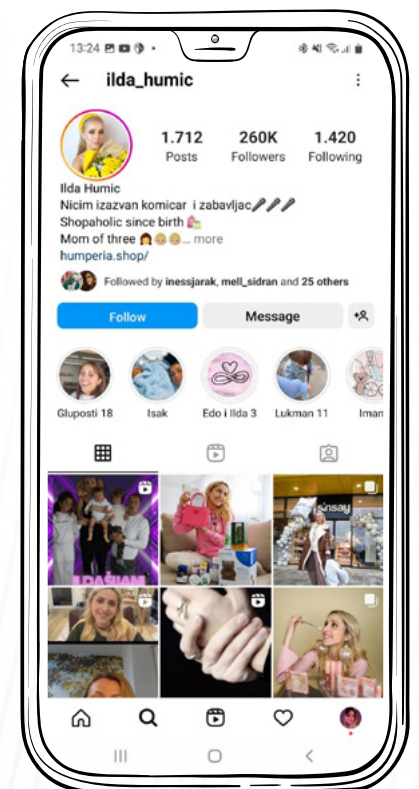 13:24
ilda_humic
1.712 260K 1.420
Posts Followers Following
Ilda Humic
Nicim izazvan komicar i zabavljac🎤🎤🎤
Shopaholic since birth 🛍️
Mom of three 👩👶👶... more
humperia.shop/
Followed by inessjarak, mell_sidran and 25 others
Follow Message
Gluposti 18 Isak Edo i Ilda 3 Lukman 11 Iman
sinsay